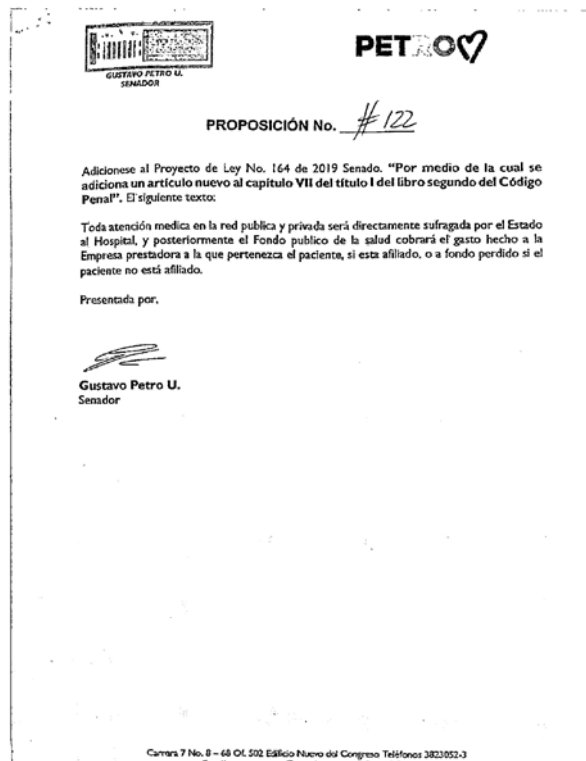 GUSTAVO PETRO U.
SENADOR
PETRO
PROPOSICIÓN No. # 122
Adicionese al Proyecto de Ley No. 164 de 2019 Senado. “Por medio de la cual se
adiciona un artículo nuevo al capitulo VII del título I del libro segundo del Código
Penal”. El siguiente texto:
Toda atención medica en la red publica y privada será directamente sufragada por el Estado
al Hospital, y posteriormente el Fondo publico de la salud cobrará el gasto hecho a la
Empresa prestadora a la que pertenezca el paciente, si esta afiliado, o a fondo perdido si el
paciente no está afiliado.
Presentada por,
Gustavo Petro U.
Senador
Carrera 7 No. 8 – 68 Of. 502 Edificio Nuevo del Congreso Teléfonos 3823052-3